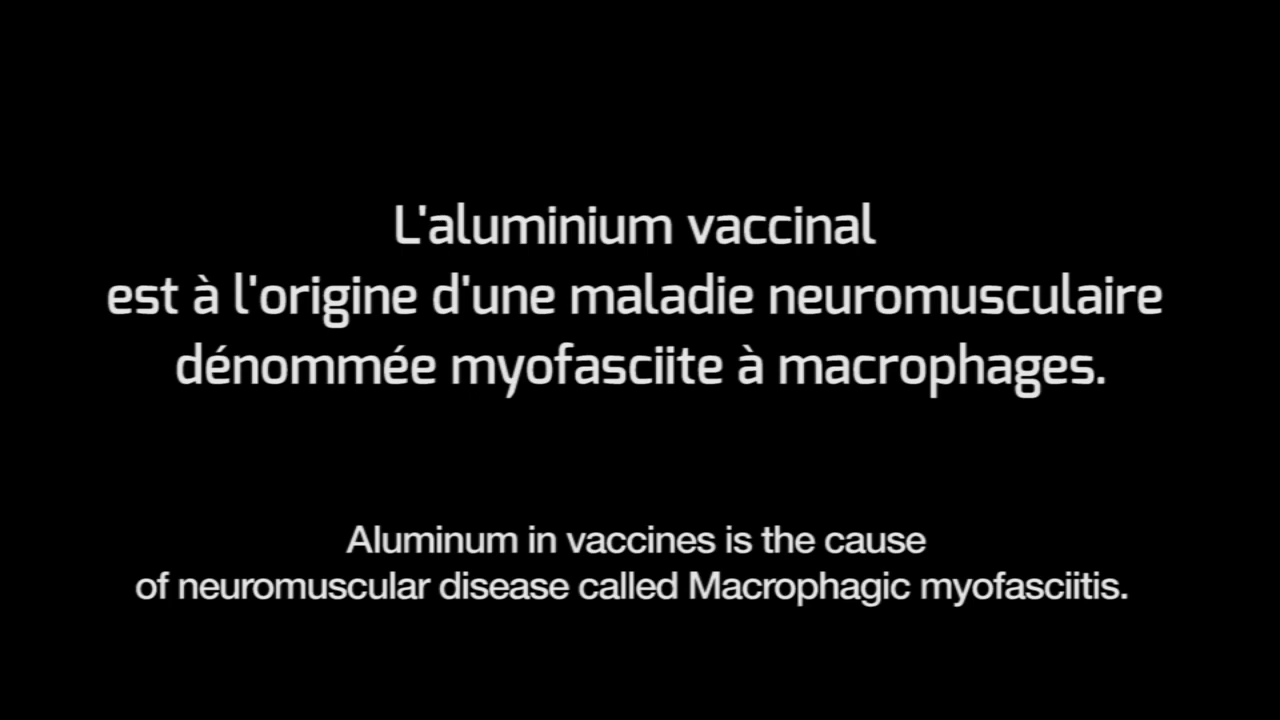 L'aluminium vaccinal
est à l'origine d'une maladie neuromusculaire
dénommée myofasciite à macrophages.
Aluminum in vaccines is the cause
of neuromuscular disease called Macrophagic myofasciitis.